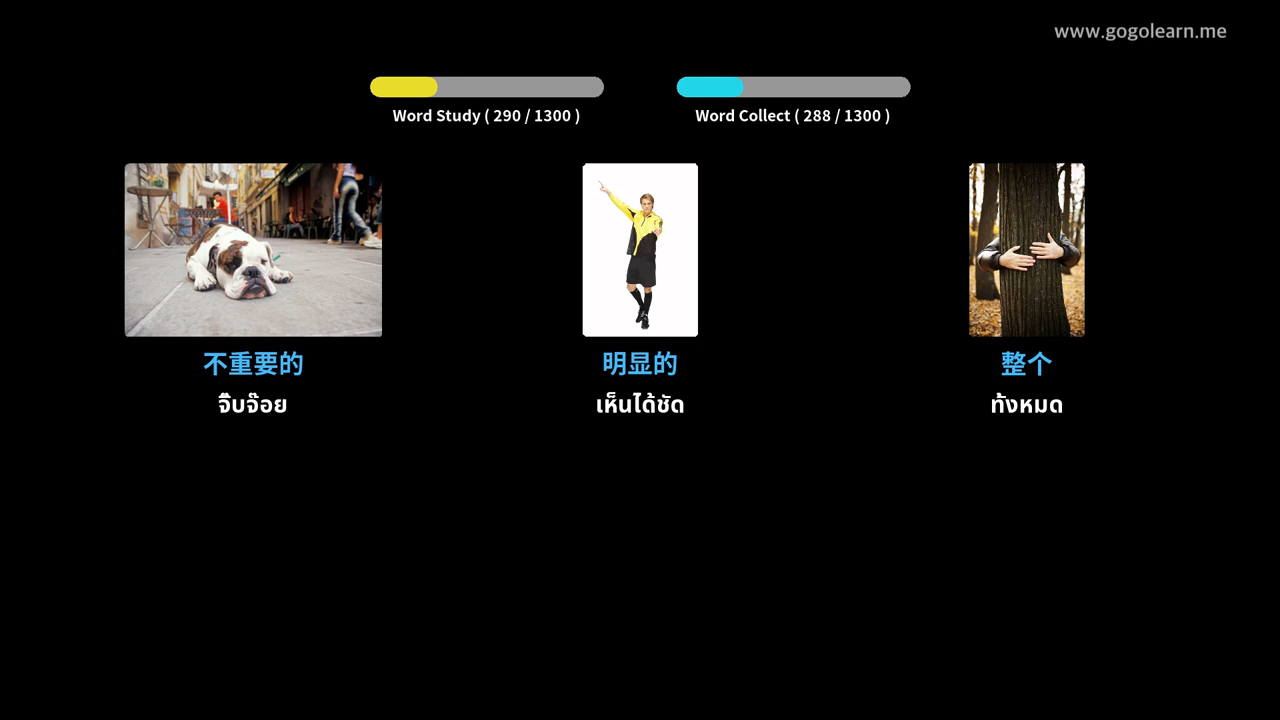 www.gogolearn.me
Word Study ( 290 / 1300 )
Word Collect ( 288 / 1300 )
不重要的
明显的
整个
จิ๊บจ๊อย
เห็นได้ชัด
ทั้งหมด